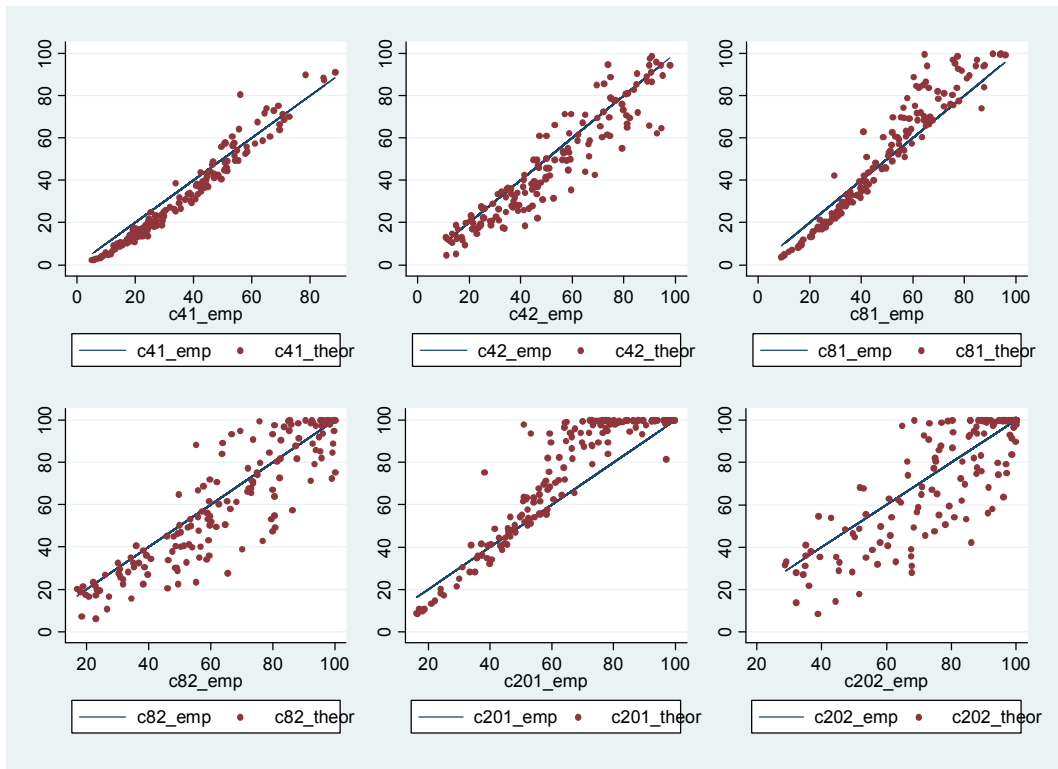 100
80
60
40
20
0
0 20 40 60 80
c41_emp
c41_emp c41_theor
100
80
60
40
20
0
0 20 40 60 80 100
c42_emp
c42_emp c42_theor
100
80
60
40
20
0
0 20 40 60 80 100
c81_emp
c81_emp c81_theor
100
80
60
40
20
0
20 40 60 80 100
c82_emp
c82_emp c82_theor
100
80
60
40
20
0
20 40 60 80 100
c201_emp
c201_emp c201_theor
100
80
60
40
20
0
20 40 60 80 100
c202_emp
c202_emp c202_theor